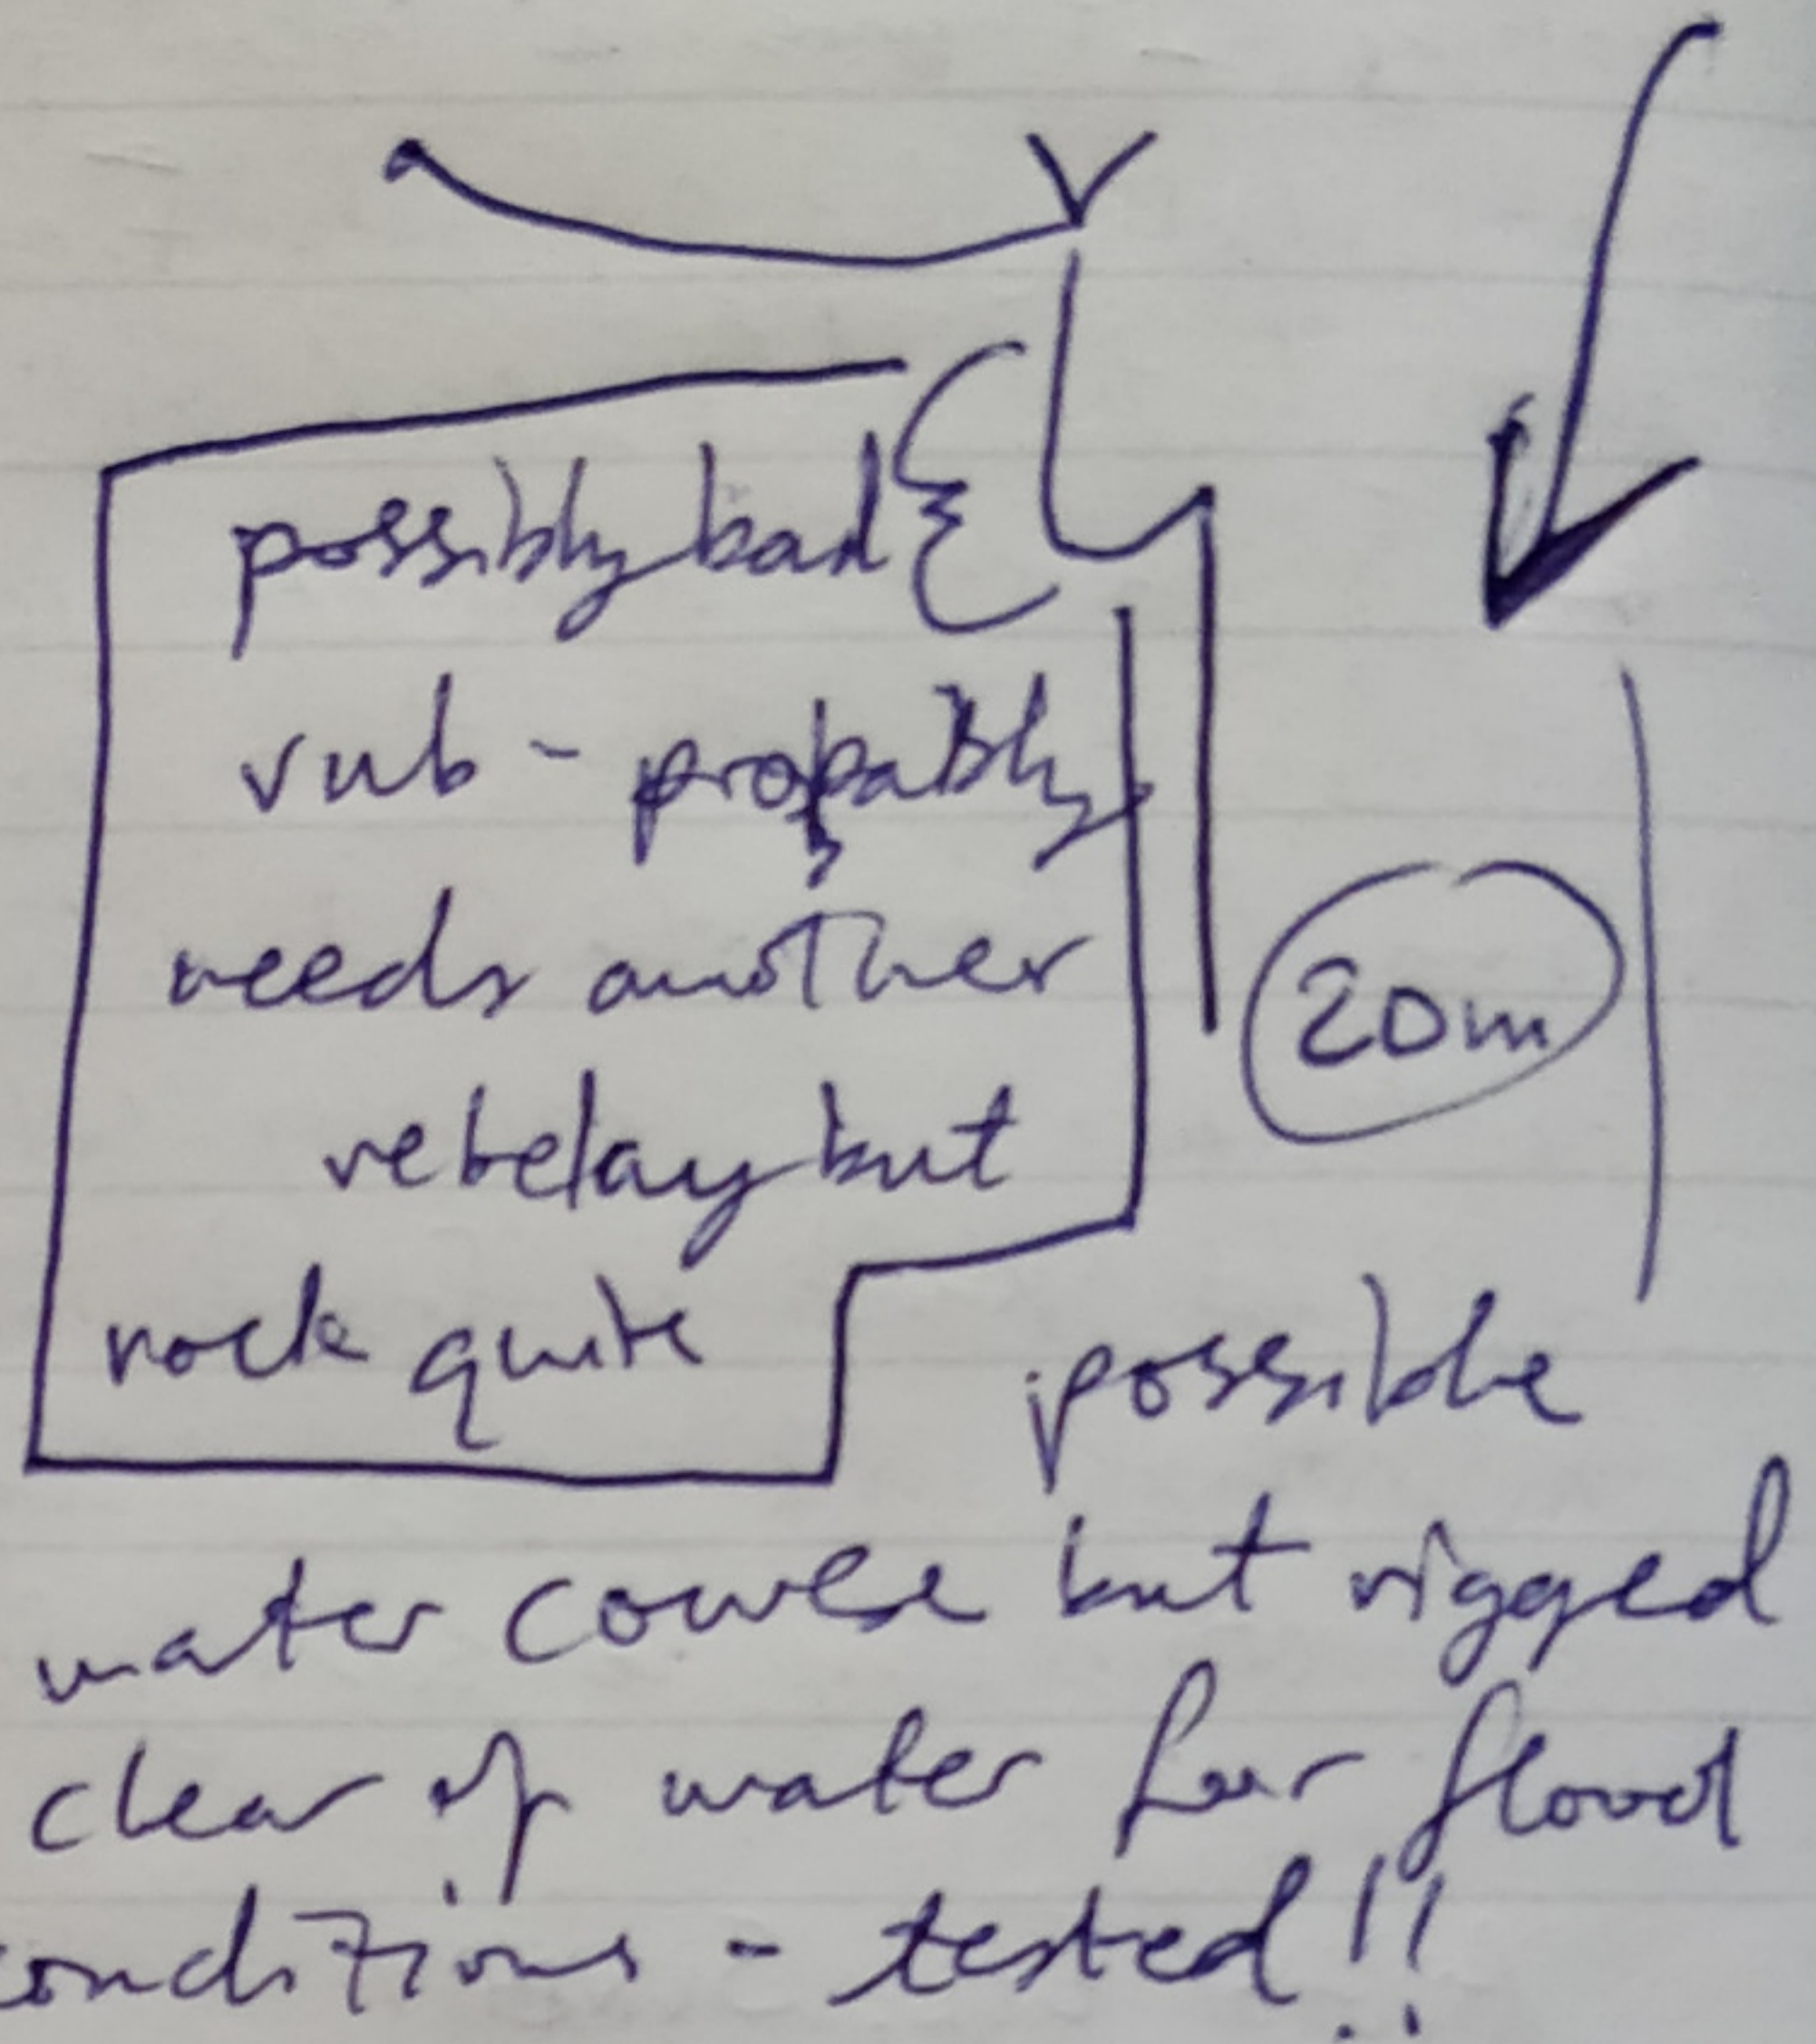 possibly bad
rub - propably
needs another
20m
rebelay but
rock quite
possible
water course but rigged
clear of water for flood
conditions - tested!!